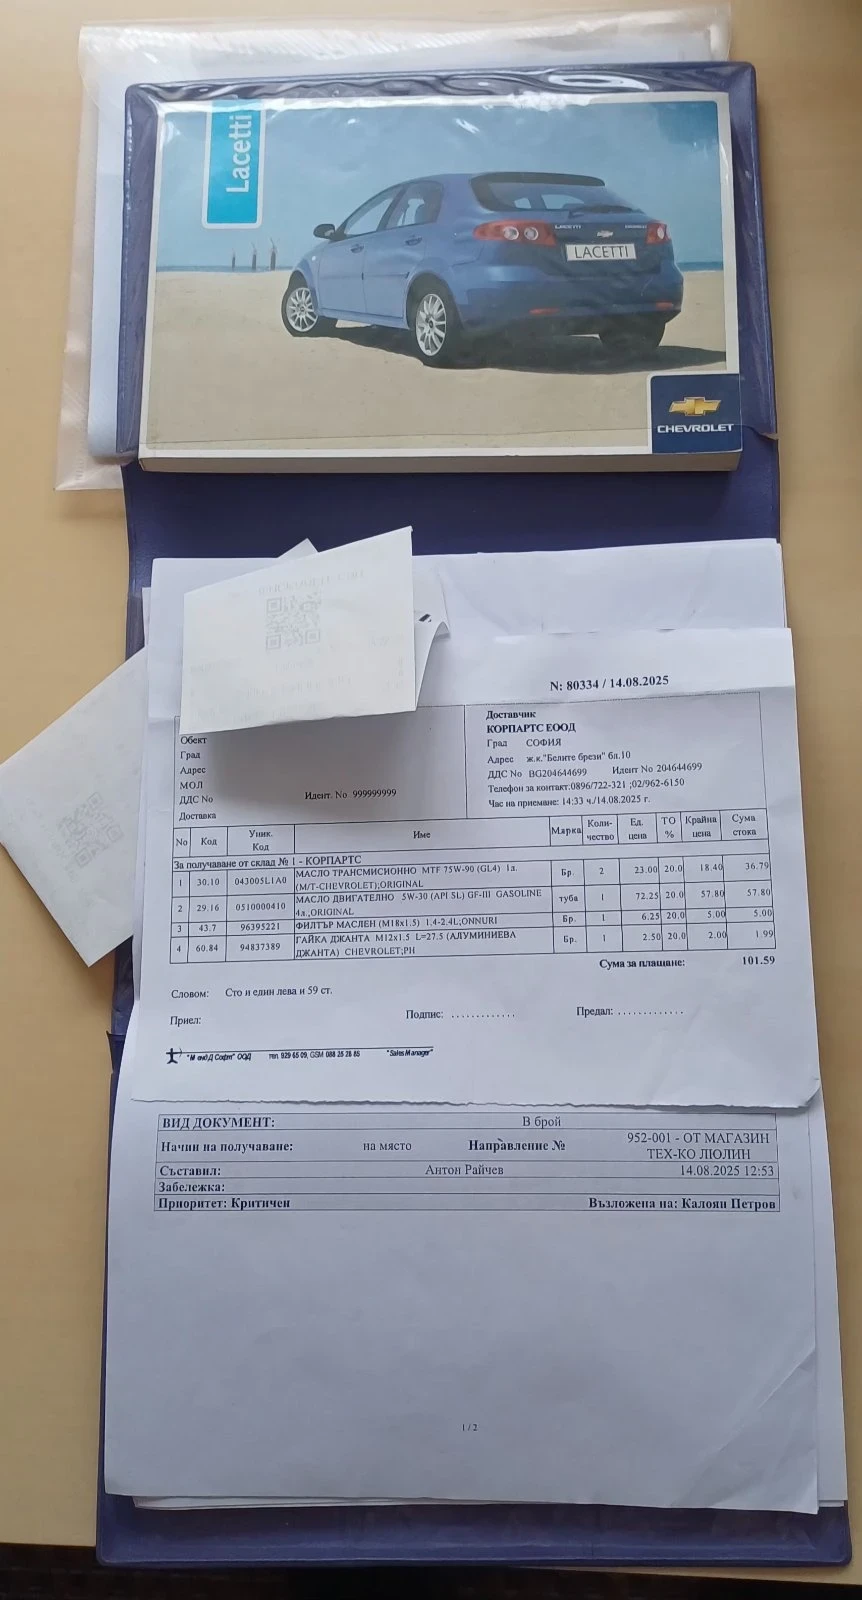 Lacetti
LACETTI
LACETTI
CHEVROLET
N: 80334 / 14.08.2025
Обект
Град
Адрес
МОЛ
ДДС No Идент. No 999999999
Доставка
Доставчик
КОРПАРТС ЕООД
Град СОФИЯ
Адрес ж.к."Белите брези" бл.10
ДДС No BG204644699 Идент No 204644699
Телефон за контакт:0896/722-321 ;02/962-6150
Час на приемане: 14:33 ч./14.08.2025 г.
No Код Уник. Код Име Марка Коли-чество Ед. цена ТО % Крайна цена Сума стока
За получаване от склад № 1 - КОРПАРТС
1 30.10 043005L1A0 МАСЛО ТРАНСМИСИОННО MTF 75W-90 (GL4) 1л. Бр. 2 23.00 20.0 18.40 36.79
(M/T-CHEVROLET);ORIGINAL
2 29.16 0510000410 МАСЛО ДВИГАТЕЛНО 5W-30 (API SL) GF-III GASOLINE туба 1 72.25 20.0 57.80 57.80
4л.,ORIGINAL
3 43.7 96395221 ФИЛТЪР МАСЛЕН (M18x1.5) 1.4-2.4L;ONNURI Бр. 1 6.25 20.0 5.00 5.00
4 60.84 94837389 ГАЙКА ДЖАНТА M12x1.5 L=27.5 (АЛУМИНИЕВА Бр. 1 2.50 20.0 2.00 1.99
ДЖАНТА) CHEVROLET;PH
Сума за плащане: 101.59
Словом: Сто и един лева и 59 ст.
Приел: Подпис: ............. Предал: .............
тел. 929 65 09, GSM 088 25 28 85 "Sales Manager"
ВИД ДОКУМЕНТ: В брой
Начин на получаване: на място Направление № 952-001 - ОТ МАГАЗИН
ТЕХ-КО ЛЮЛИН
Съставил: Антон Райчев 14.08.2025 12:53
Забележка:
Приоритет: Критичен Възложена на: Калоян Петров
1 / 2